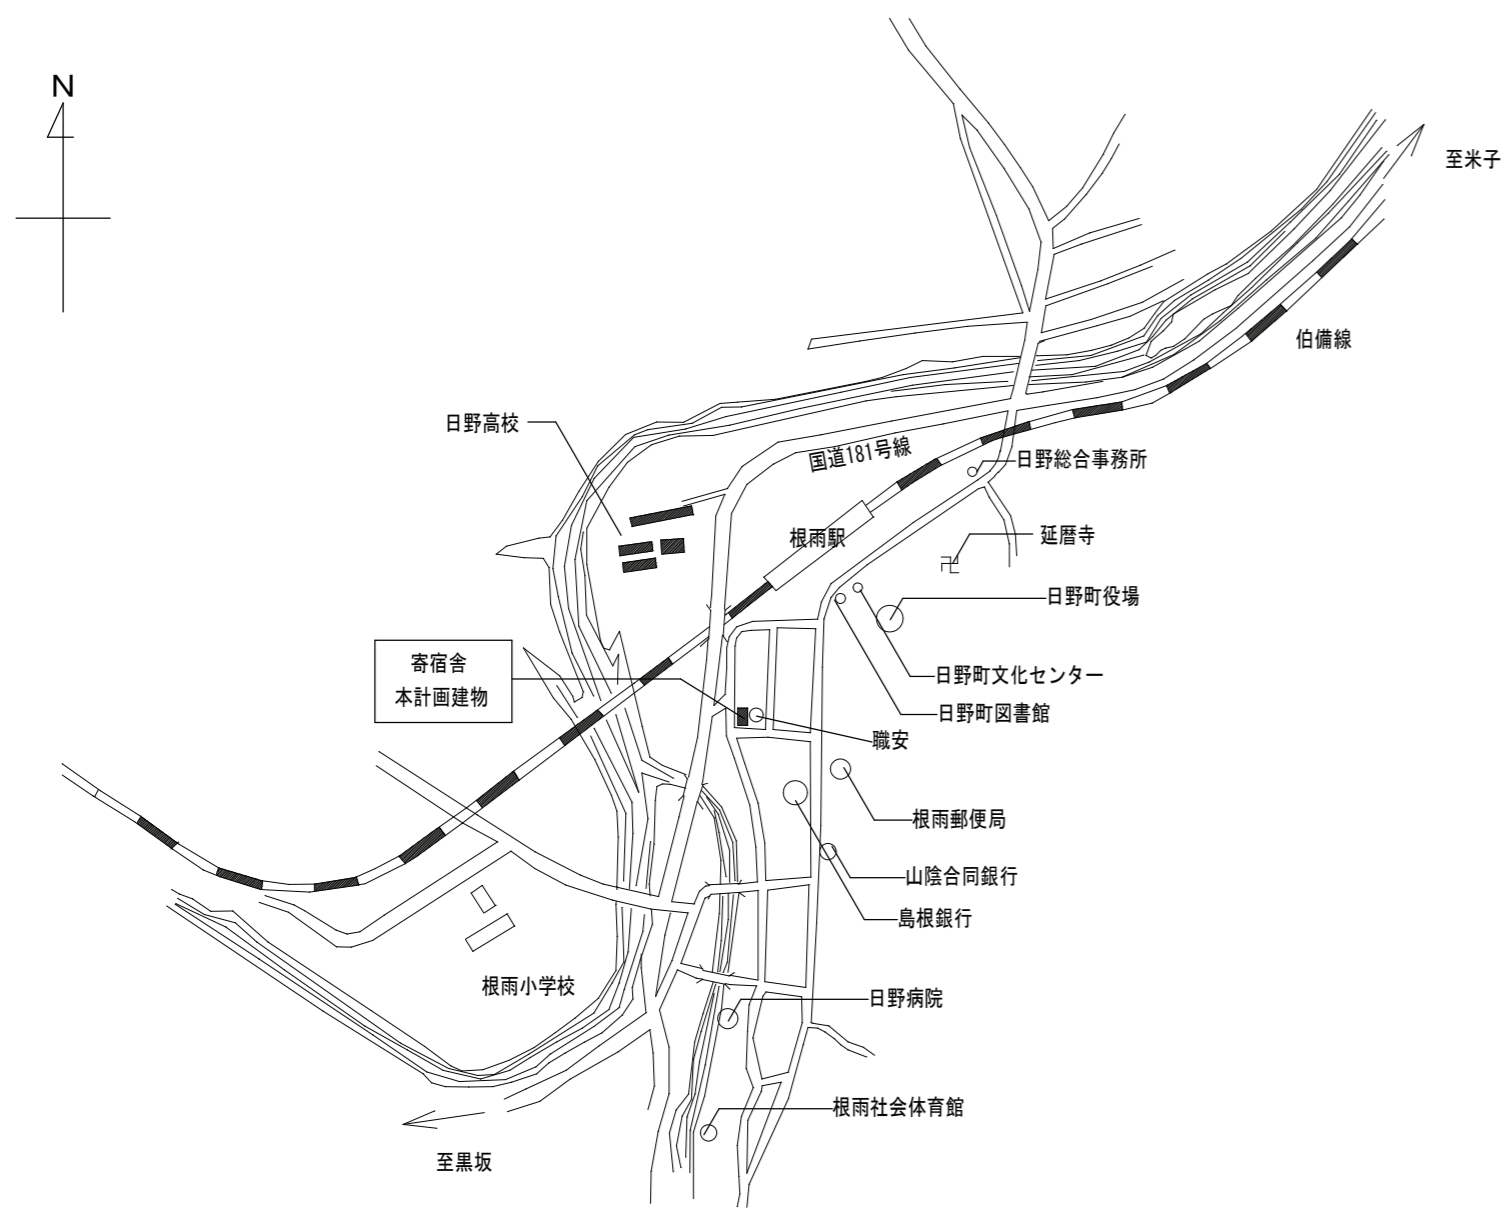 N
至米子
伯備線
日野高校
国道181号線
日野総合事務所
根雨駅
延暦寺
日野町役場
寄宿舎
本計画建物
日野町文化センター
日野町図書館
職安
根雨郵便局
山陰合同銀行
島根銀行
根雨小学校
日野病院
根雨社会体育館
至黒坂